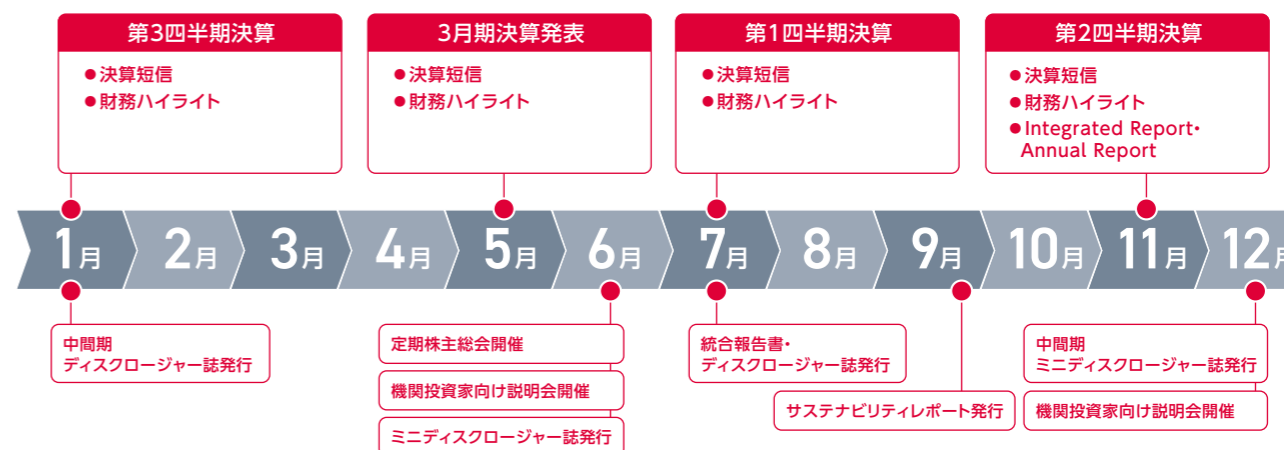 第3四半期決算
●決算短信
●財務ハイライト
3月期決算発表
●決算短信
●財務ハイライト
第1四半期決算
●決算短信
●財務ハイライト
第2四半期決算
●決算短信
●財務ハイライト
●Integrated Report・
Annual Report
1月 2月 3月 4月 5月 6月 7月 8月 9月 10月 11月 12月
中間期
ディスクロージャー誌発行
定期株主総会開催
機関投資家向け説明会開催
ミニディスクロージャー誌発行
統合報告書・
ディスクロージャー誌発行
サステナビリティレポート発行
中間期
ミニディスクロージャー誌発行
機関投資家向け説明会開催